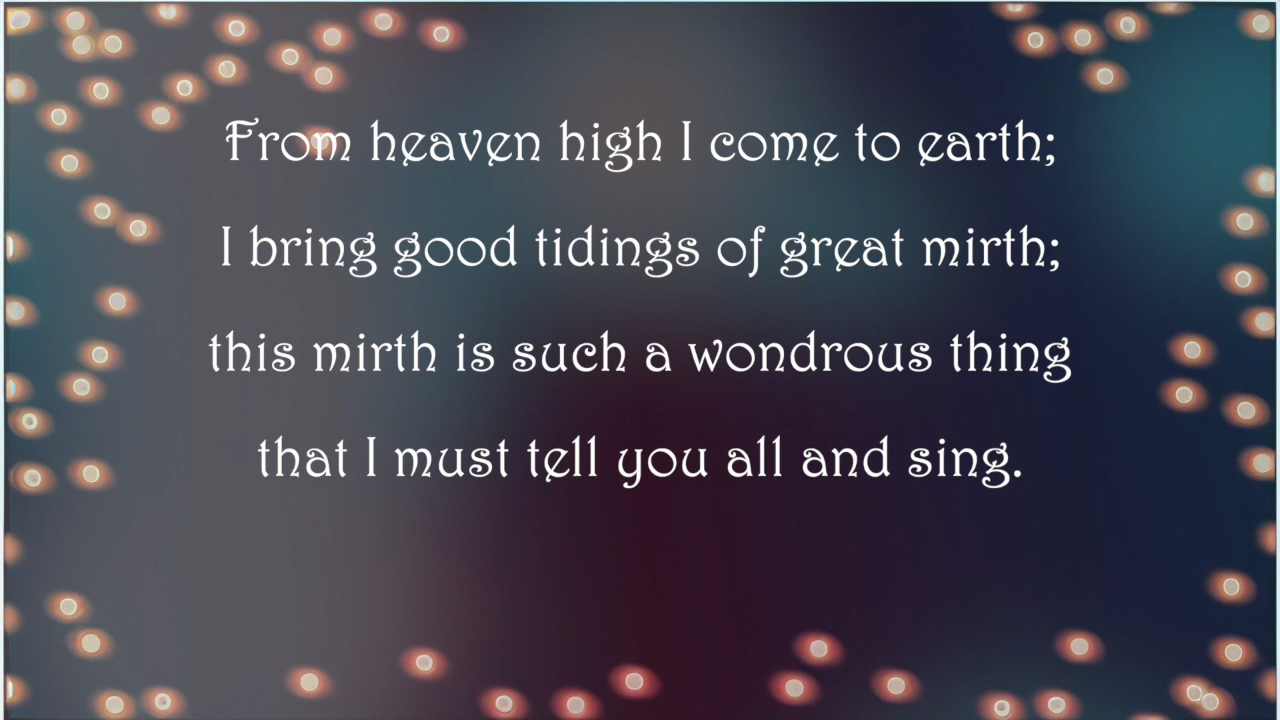 From heaven high I come to earth;
I bring good tidings of great mirth;
this mirth is such a wondrous thing
that I must tell you all and sing.